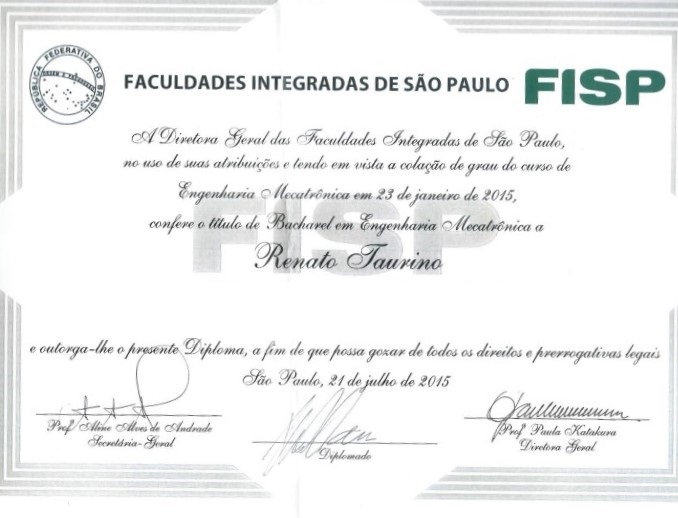 REPÚBLICA FEDERATIVA DO BRASIL
FACULDADES INTEGRADAS DE SÃO PAULO FISP
A Diretora Geral das Faculdades Integradas de São Paulo,
no uso de suas atribuições e tendo em vista a colação de grau do curso de
Engenharia Mecatrônica em 23 de janeiro de 2015,
confere o título de Bacharel em Engenharia Mecatrônica a
FISP
Renato Taurino
e outorga-lhe o presente Diploma, a fim de que possa gozar de todos os direitos e prerrogativas legais
São Paulo, 21 de julho de 2015
Profª Aline Alves de Andrade
Secretária-Geral
Diplomado
Profª Paula Katakura
Diretora Geral